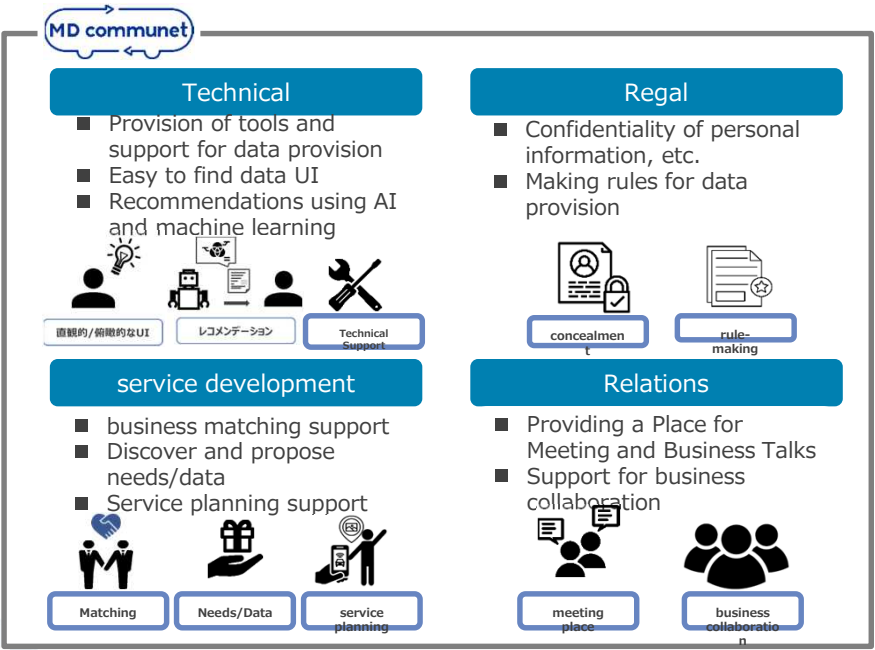 MD communet
Technical
■ Provision of tools and
support for data provision
■ Easy to find data UI
■ Recommendations using AI
and machine learning
直観的/俯瞰的なUI
レコメンデーション
Technical
Support
Regal
■ Confidentiality of personal
information, etc.
■ Making rules for data
provision
concealmen
t
rule-
making
service development
■ business matching support
■ Discover and propose
needs/data
■ Service planning support
Matching
Needs/Data
service
planning
Relations
■ Providing a Place for
Meeting and Business Talks
■ Support for business
collaboration
meeting
place
business
collaboratio
n